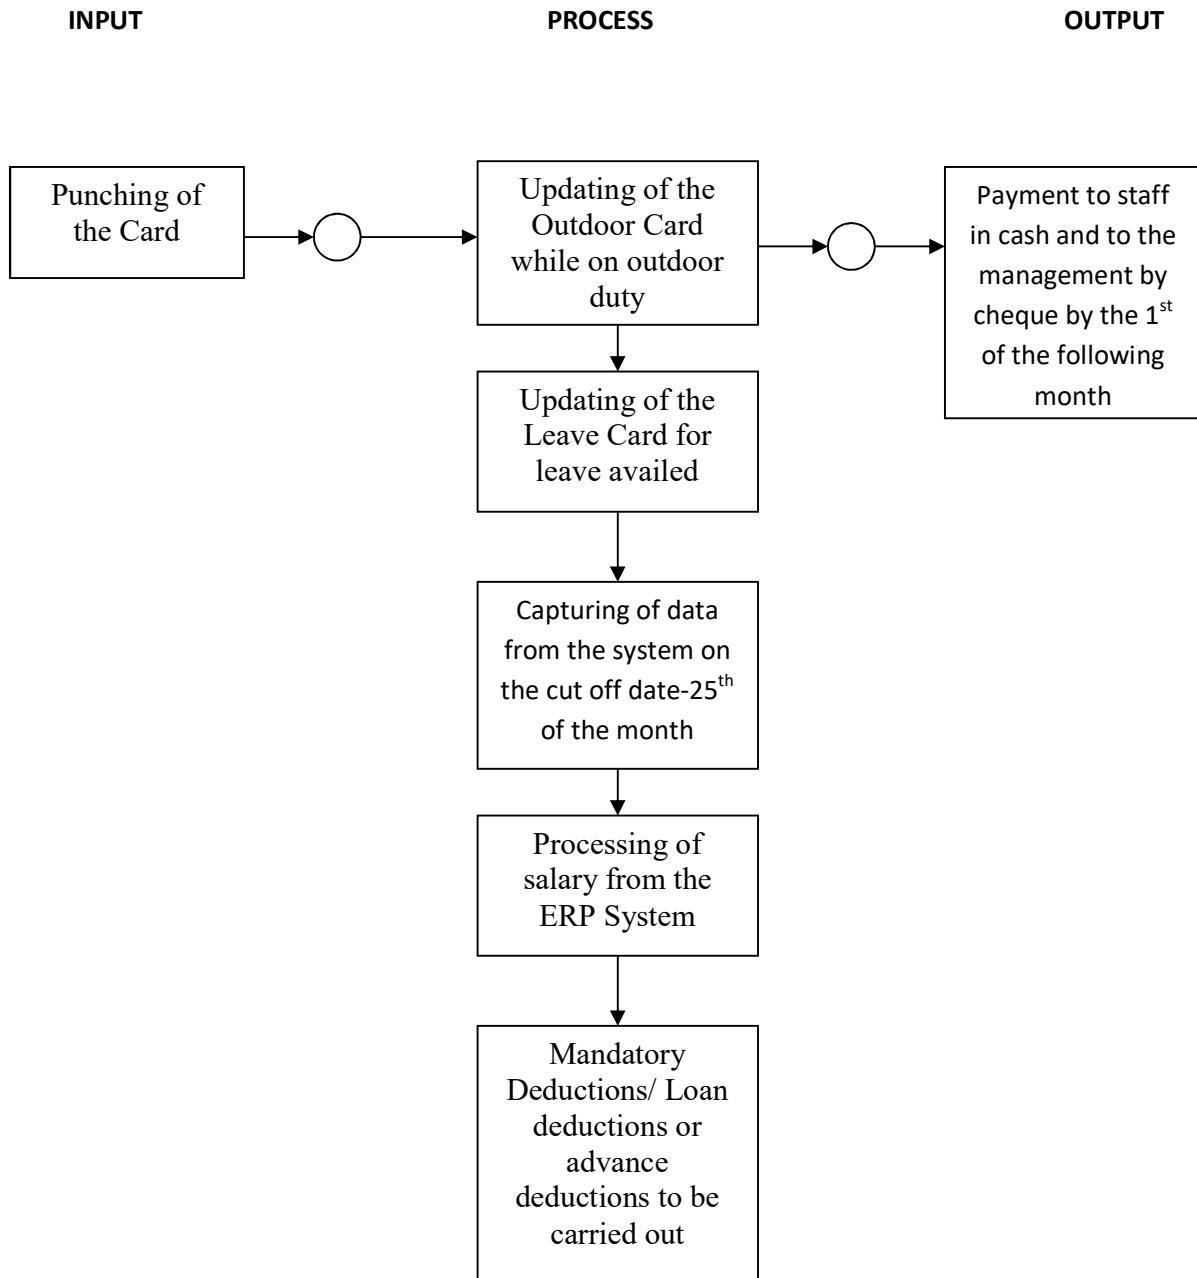 INPUT PROCESS OUTPUT
Punching of
the Card
Updating of the
Outdoor Card
while on outdoor
duty
Payment to staff
in cash and to the
management by
cheque by the 1st
of the following
month
Updating of the
Leave Card for
leave availed
Capturing of data
from the system on
the cut off date-25th
of the month
Processing of
salary from the
ERP System
Mandatory
Deductions/ Loan
deductions or
advance
deductions to be
carried out